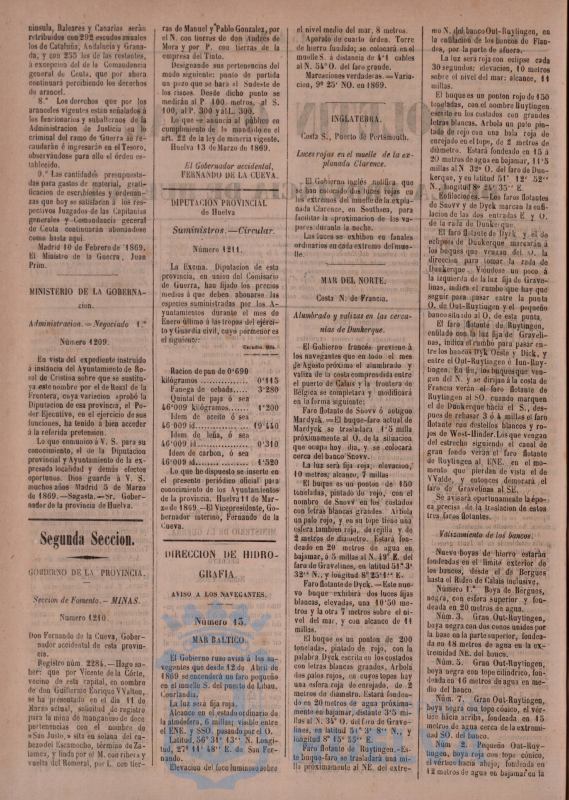 ninsula, Baleares y Canarias serán
retribuidos con 292 escudos anuales
los de Cataluña, Andalucía y Grana-
da, y con 255 los de las restantes,
á excepcion del de la Comandancia
general de Ceuta, que por ahora
continuará percibiendo los derechos
de arancel.
8.ª Los derechos que por los
aranceles vigentes están señalados á
los funcionarios y subalternos de la
Administracion de Justicia en lo
criminal del ramo de Guerra se re-
caudarán é ingresarán en el Tesoro,
observándose para ello el órden es-
tablecido.
9.ª Las cantidades presupuesta-
das para gastos de material, grati-
ficacion de escribientes y ordenan-
zas que hoy se satisfacen á los res-
pectivos Juzgados de las Capitanías
generales y Comandancia general
de Ceuta continuarán abonándose
como hasta aquí.
Madrid 10 de Febrero de 1869.
El Ministro de la Guerra, Juan
Prim.
MINISTERIO DE LA GOBERNA-
cion.
Administracion.—Negociado 1.º
Número 1209.
En vista del expediente instruido
á instancia del Ayuntamiento de Ro-
sal de Cristina sobre que se sustitu-
ya este nombre por el de Rosal de la
Frontera, cuya variacion aprobó la
Diputacion de esa provincia, el Po-
der Ejecutivo, en el ejercicio de sus
funciones, ha tenido á bien acceder
á la referida pretension.
Lo que comunico á V. S. para su
conocimiento, el de la Diputacion
provincial y Ayuntamiento de la ex-
presada localidad y demás efectos
oportunos. Dios guarde á V. S.
muchos años Madrid 5 de Marzo
de 1869.—Sagasta.—Sr. Gober-
nador de la provincia de Huelva.
Segunda Seccion.
GOBIERNO DE LA PROVINCIA.
Seccion de Fomento.—MINAS.
Número 1210.
Don Fernando de la Cueva, Gober-
nador accidental de esta provin-
cia.
Registro núm. 2284.—Hago sa-
ber: que por Vicente de la Córte,
vecino de esta capital, en nombre
de don Guillermo Enrique VValton,
se ha presentado en el dia 11 de
Marzo actual, solicitud de registro
para la mina de manganeso de doce
pertenencias con el nombre de
«San Justo,» sita en solana del ca-
bezo del Escamocho, término de Za-
lamea, y linda por el M. con ribera y
vuelta del Romeral, por L. con tier-
ras de Manuel y Pablo Gonzalez, por
el N. con tierras de don Andres de
Mora y por P. con tierras de la
empresa del Tinto.
Designando sus pertenencias del
modo siguiente: punto de partida
un pozo que se hará el Sudeste de
los cinco. Desde dicho punto se
medirán al P. 100 metros, al S.
100, al P. 300 y al L. 300.
Lo que se anuncia al público en
cumplimiento de lo mandado en el
art. 22 de la ley de minería vigente.
Huelva 13 de Marzo de 1869.
El Gobernador accidental,
FERNANDO DE LA CUEVA.
DIPUTACION PROVINCIAL
de Huelva
Suministros.—Circular.
Número 1211.
La Excma. Diputacion de esta
provincia, en union del Comisario
de Guerra, han fijado los precios
medios á que deben abonarse las
especies suministradas por los A-
yuntamientos durante el mes de
Enero último á las tropas del ejérci-
to y Guardia civil, cuyo pormenor es
el siguiente:
Racion de pan de 0'690
kilógramos 0'115
Fanega de cebada 3'280
Quintal de paja ó sea
46'009 kilógramos 1'200
Idem de aceite ó sea
46'009 id.
Idem de leña, ó sea
46'009 id. 0'310
Idem de carbon, ó sea
46'009 id. 1'520
Lo que he dispuesto se inserte en
el presente periódico oficial para
conocimiento de los Ayuntamientos
de la provincia. Huelva 11 de Mar-
zo de 1869.—El Vicepresidente, Go-
bernador interino, Fernando de la
Cueva.
DIRECCION DE HIDRO-
GRAFIA.
AVISO A LOS NAVEGANTES.
Número 15.
MAR BALTICO.
El Gobierno ruso avisa á los na-
vegantes que desde 12 de Abril de
1869 se encenderá un faro pequeño
en el muelle S. del puerto de Libau,
Courlandia.
La luz será fija roja.
Alcance en el estado ordinario de
la atmósfera, 6 millas; visible entre
el ENE. y SSO. pasando por el O.
Latitud, 56° 31' 43'' N. Longi-
tud, 27° 11' 48'' E. de San Fer-
nando.
Elevacion del foco luminoso sobre
el nivel medio del mar, 8 metros.
Aparato de cuarto órden. Torre
de hierro fundido; se colocará en el
muelle S. á distancia de 4'1 cables
al N. 54° O. del faro grande.
Marcaciones verdaderas.—Varia-
cion, 9° 25' NO. en 1869.
INGLATERRA.
Costa S., Puerto de Portsmouth.
Luces rojas en el muelle de la ex-
planada Clarence.
El Gobierno inglés notifica que
se han colocado dos luces rojas en
los extremos del muelle de la expla-
nada Clarence, en Southsea, para
facilitar la aproximacion de los va-
pores durante la noche.
Las luces se exhiben en fanales
ordinarios en cada extremo del mue-
lle.
MAR DEL NORTE.
Costa N. de Francia.
Alumbrado y valizas en las cerca-
nías de Dunkerque.
El Gobierno francés previene á
los navegantes que en todo el mes
de Agosto próximo el alumbrado y
valiza de la costa comprendida entre
el puerto de Calais y la frontera de
Bélgica se completará y modificará
en la forma siguiente:
Faro flotante de Snovv ó antiguo
Mardyck.—El buque-faro actual de
Mardyck se trasladará 1'5 milla
próximamente al O. de la situacion
que ocupa hoy dia, y se colocará
cerca del banco Snovv.
La luz será fija roja; elevacion,
10 metros; alcance, 7 millas.
El buque es un ponton de 150
toneladas, pintado de rojo, con el
nombre de Snovv en los costados
con letras blancas grandes. Arbola
un palo rojo, y en su tope tiene una
esfera tambien roja, de rejilla y de
2 metros de diámetro. Estará fon-
deado en 20 metros de agua en
bajamar, á 5 millas al N. 49° E. del
faro de Gravelines, en latitud 51° 3'
32'' N., y longitud 8° 25' 1'' E.
Faro flotante de Dyck.—Este nue-
vo buque exhibirá dos luces fijas
blancas, elevadas, una 10'50 me-
tros y la otra 7 metros sobre el ni-
vel del mar, y con alcance de 11
millas.
El buque es un ponton de 200
toneladas, pintado de rojo, con la
palabra Dyck escrita en los costados
con letras blancas grandes. Arbola
dos palos rojos, en cuyos topes hay
una esfera roja de enrejado, de 2
metros de diámetro. Estará fondea-
do en 20 metros de agua próxima-
mente en bajamar, distante 3'5 mi-
llas al N. 34° O. del faro de Grave-
lines, en latitud 51° 3' 8'' N., y
longitud 8° 15' 55'' E.
Faro flotante de Ruylingen.—Es-
te buque-faro se trasladará una mi-
lla próximamente al NE. del extre-
mo N. del banco Out-Ruylingen, en
la enfilacion de los bancos de Flan-
des, por la parte de afuera.
La luz será roja con eclipse cada
30 segundos; elevacion, 10 metros
sobre el nivel del mar; alcance, 11
millas.
El buque es un ponton rojo de 150
toneladas, con el nombre Ruylingen
escrito en los costados con grandes
letras blancas. Arbola un palo pin-
tado de rojo con una bola roja de
enrejado en el tope, de 2 metros de
diámetro. Estará fondeado en 15 á
20 metros de agua en bajamar, 11'5
millas al N 32° O. del faro de Dun-
kerque, y en latitud 51° 12' 52''
N., longitud 8° 25' 35'' E.
Enfilaciones.—Los faros flotantes
de Snovv y de Dyck marcan la en-
filacion de las dos entradas E y O.
de la rada de Dunkerque.
El faro flotante de Dyck y el de
eclipses de Dunkerque marcarán á
los buques que vengan del O. la
direccion para tomar la rada de
Dunkerque. Viéndose un poco á
la izquierda de la luz fija de Grave-
lines, indica el rumbo que hay que
seguir para pasar entre la punta
O. de Out-Ruylingen y el pequeño
banco situado al O. de esta punta.
El faro flotante de Ruylingen,
enfilado con la luz fija de Graveli-
nes, indica el rumbo para pasar en-
tre los bancos Dyck Oeste y Dick, y
entre el Out-Ruylingen ó Inn-Ruy-
lingen. En fin, los buques que ven-
gan del N. y se dirijan á la costa de
Francia verán el faro flotante de
Ruylingen al SO. cuando marquen
el de Dunkerque hácia el S., des-
pues de rebasar 3 ó 4 millas el faro
flotante con destellos blancos y ro-
jos de West-Hinder. Los que vengan
del estrecho siguiendo el canal de
gran fondo verán el faro flotante
de Ruylingen al ENE. en el mo-
mento que pierdan de vista el de
VValde, y entonces demorará el
faro de Gravelines al SE.
Se avisará oportunamente la épo-
ca precisa de la traslacion de estos
tres faros flotantes.
Valizamiento de los bancos.
Nueve boyas de hierro estarán
fondeadas en el límite exterior de
los bancos, desde el de Bergues
hasta el Riden de Calais inclusive.
Número 1.º Boya de Bergues,
negra, con esfera superior, y fondea-
da en 20 metros de agua.
Núm. 3. Gran Out-Ruylingen,
boya negra con dos conos unidos por
la base en la parte superior, fondea-
da en 18 metros de agua en la ex-
tremidad NE. del banco.
Núm. 5. Gran Out-Ruylingen,
boya negra con tope cilíndrico, fon-
deada en 16 metros de agua en me-
dio del banco.
Núm. 7. Gran Out-Ruylingen,
boya negra con tope cónico, el vér-
tice hácia arriba, fondeada en 15
metros de agua cerca de la extremi-
dad SO. del banco.
Núm. 2. Pequeño Out-Ruylingen,
boya roja, con tope cónico,
el vértice hácia abajo, fondeada en
12 metros de agua en bajamar en la